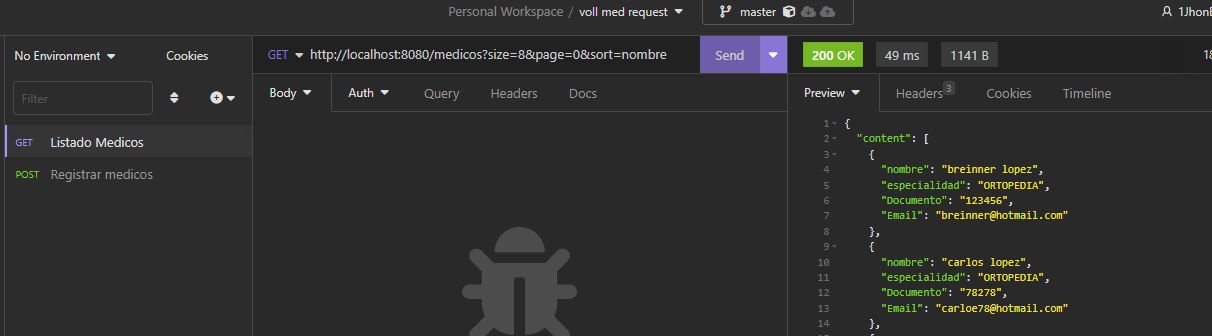 Personal Workspace / voll med request master 1JhonE
No Environment Cookies GET http://localhost:8080/medicos?size=8&page=0&sort=nombre Send 200 OK 49 ms 1141 B
Filter
Body Auth Query Headers Docs Preview Headers 3 Cookies Timeline
GET Listado Medicos
POST Registrar medicos
1 {
2 "content": [
3 {
4 "nombre": "breinner lopez",
5 "especialidad": "ORTOPEDIA",
6 "Documento": "123456",
7 "Email": "breinner@hotmail.com"
8 },
9 {
10 "nombre": "carlos lopez",
11 "especialidad": "ORTOPEDIA",
12 "Documento": "78278",
13 "Email": "carloe78@hotmail.com"
14 },